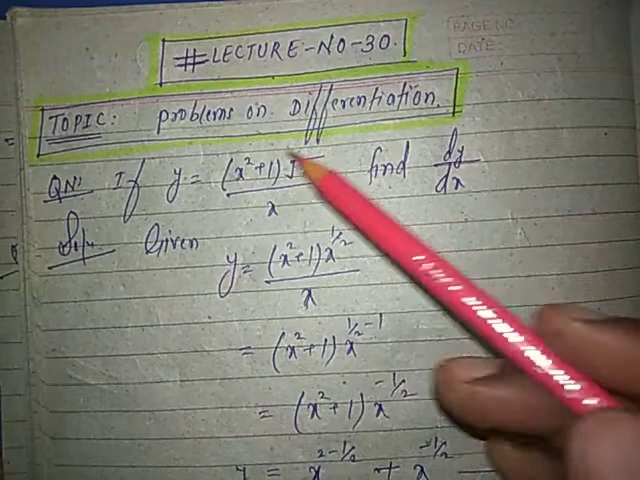 PAGE NO:
DATE:
#LECTURE-NO-30.
TOPIC: Problems on Differentiation.
QN: If y = (x²+1) / x find dy/dx
Sol/: Given
y = (x²+1)x^{1/2} / x
= (x²+1) x^{1/2-1}
= (x²+1) x^{-1/2}
y = x^{2-1/2} + x^{-1/2}